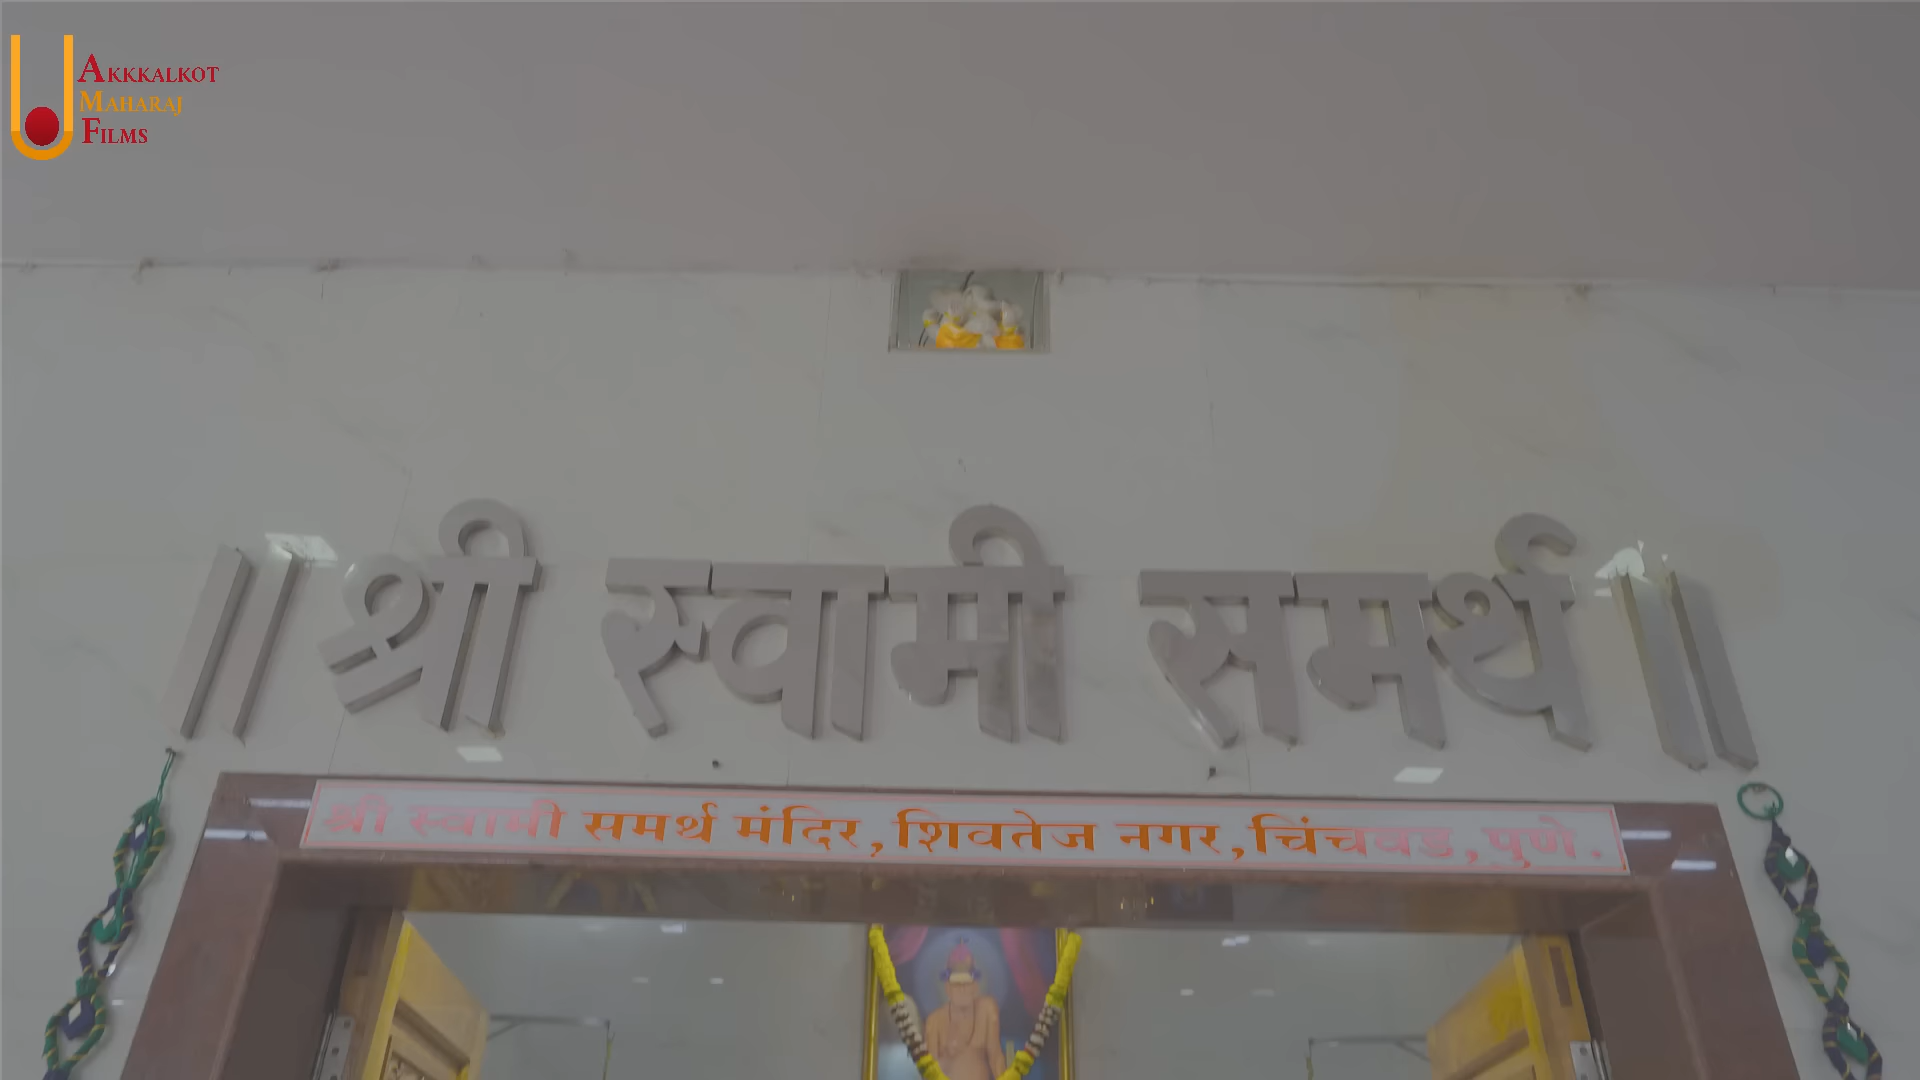 AKKKALKOT
MAHARAJ
FILMS
॥ श्री स्वामी समर्थ ॥
श्री स्वामी समर्थ मंदिर, शिवतेज नगर, चिंचवड, पुणे.